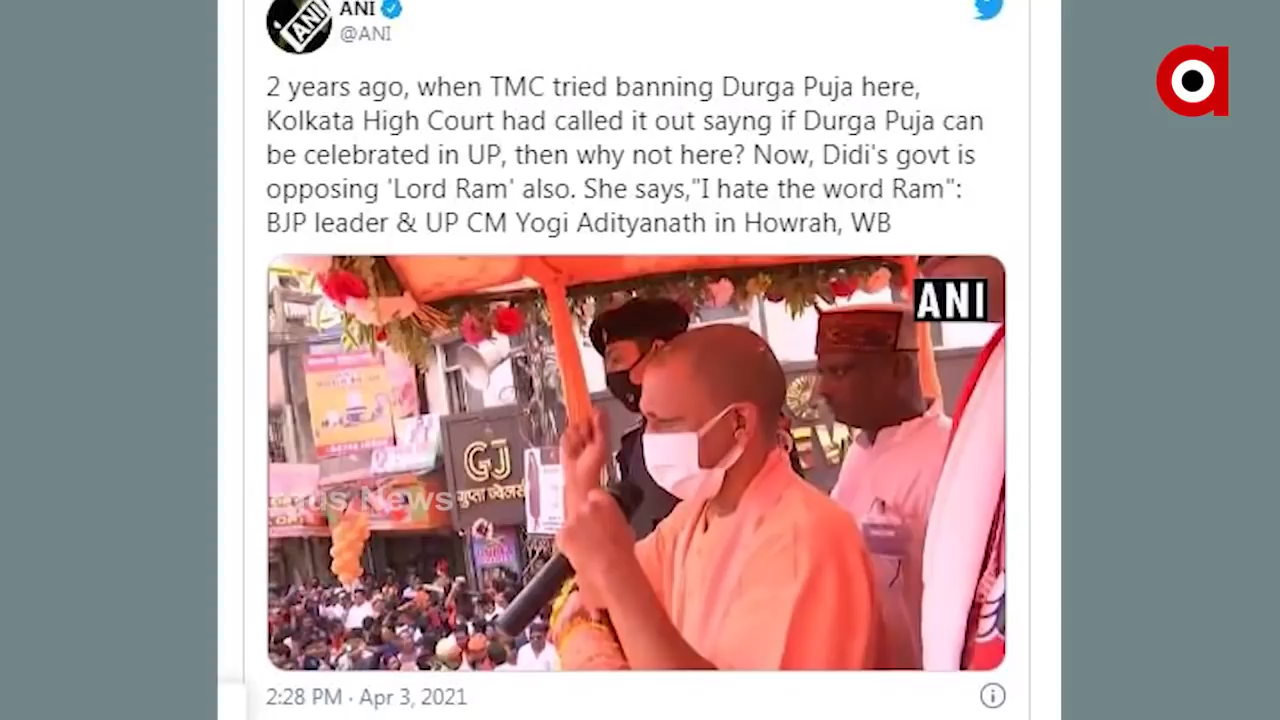 ANI
@ANI
2 years ago, when TMC tried banning Durga Puja here,
Kolkata High Court had called it out sayng if Durga Puja can
be celebrated in UP, then why not here? Now, Didi's govt is
opposing 'Lord Ram' also. She says,"I hate the word Ram":
BJP leader & UP CM Yogi Adityanath in Howrah, WB
ANI
GJ
गुप्ता ज्वेलर्स
News
2:28 PM · Apr 3, 2021